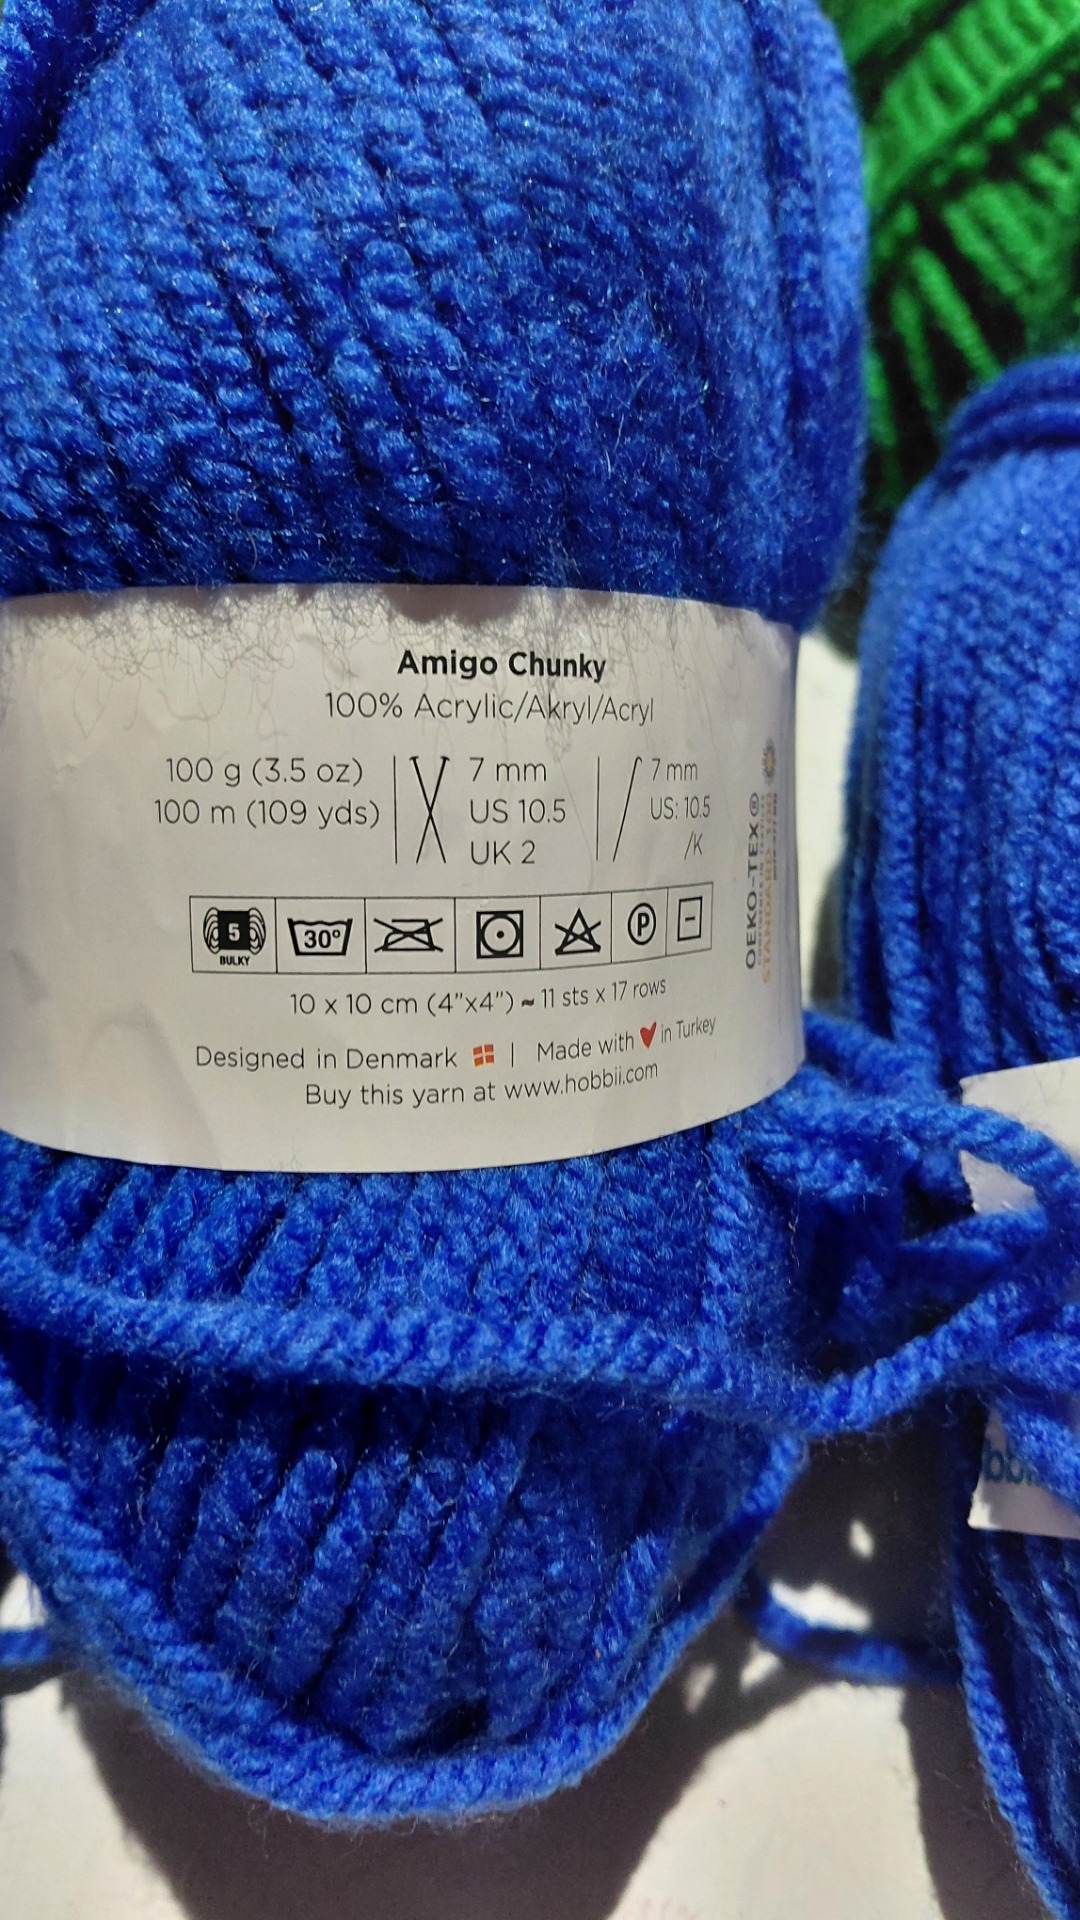 Amigo Chunky
100% Acrylic/Akryl/Acryl
100 g (3.5 oz)
100 m (109 yds)
7 mm
US 10.5
UK 2
7 mm
US: 10.5
/K
5
BULKY
30°
P
10 x 10 cm (4”x4”) ~ 11 sts x 17 rows
Designed in Denmark | Made with in Turkey
Buy this yarn at www.hobbii.com
OEKO-TEX®
STANDARD 100